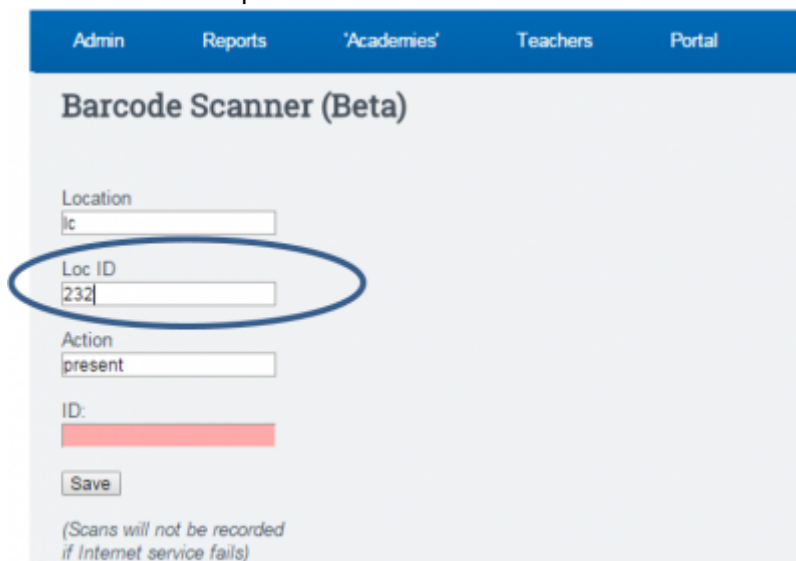 Admin Reports 'Academies' Teachers Portal
Barcode Scanner (Beta)
Location
lc
Loc ID
232
Action
present
ID:
Save
(Scans will not be recorded
if Internet service fails)